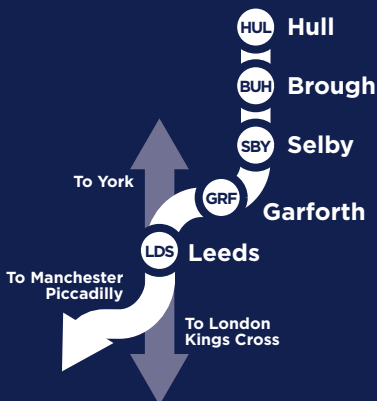 HUL Hull
BUH Brough
SBY Selby
To York
GRF
Garforth
LDS Leeds
To Manchester
Piccadilly
To London
Kings Cross